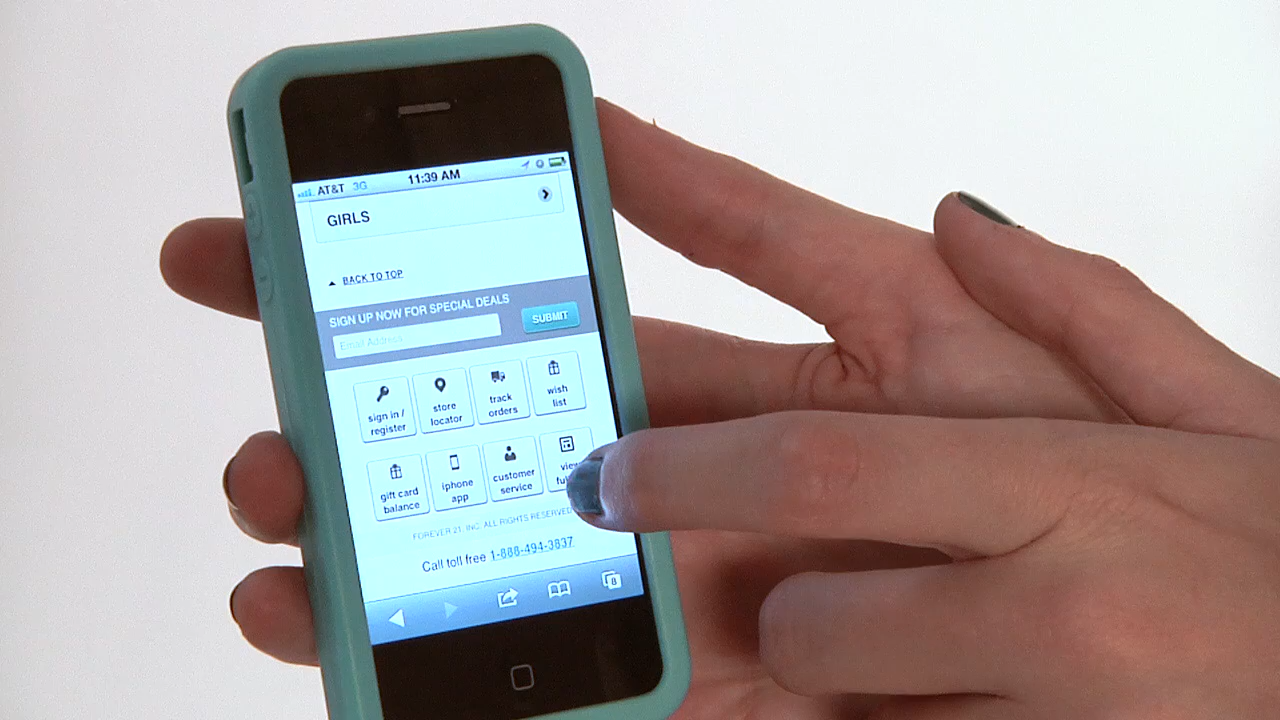 AT&T 3G 11:39 AM
GIRLS
BACK TO TOP
SIGN UP NOW FOR SPECIAL DEALS
Email Address
SUBMIT
sign in / register
store locator
track orders
wish list
gift card balance
iphone app
customer service
view
FOREVER 21, INC. ALL RIGHTS RESERVED
Call toll free 1-888-494-3837
8